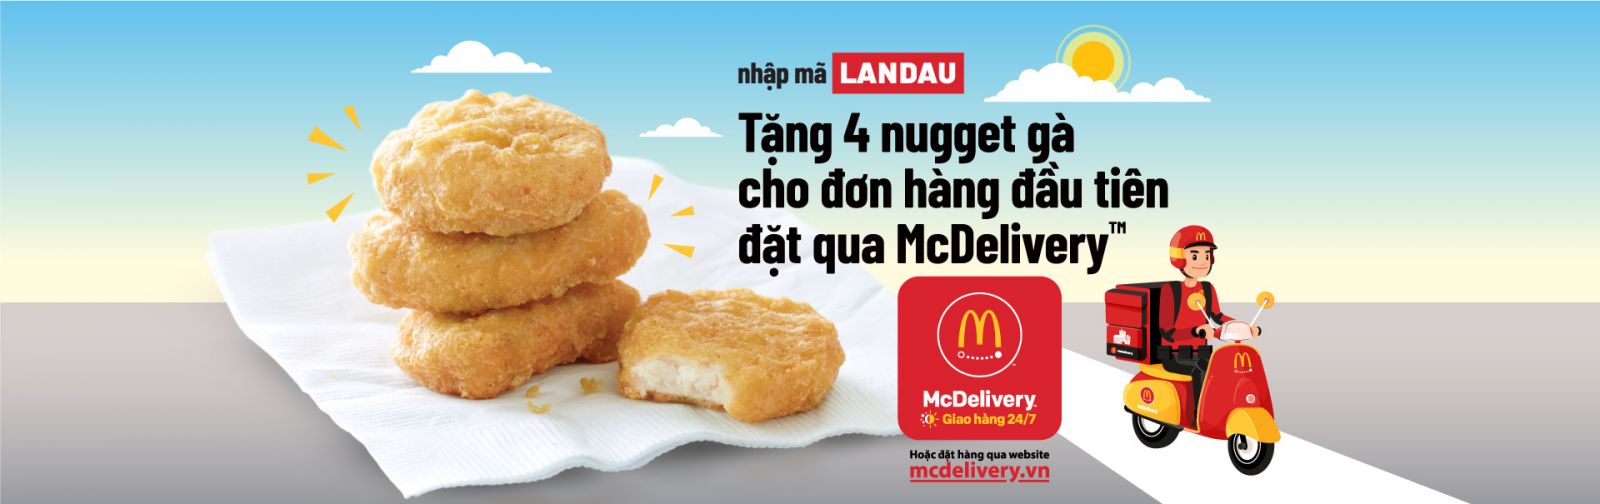 nhập mã LANDAU
Tặng 4 nugget gà
cho đơn hàng đầu tiên
đặt qua McDelivery™
McDelivery
Giao hàng 24/7
Hoặc đặt hàng qua website
mcdelivery.vn